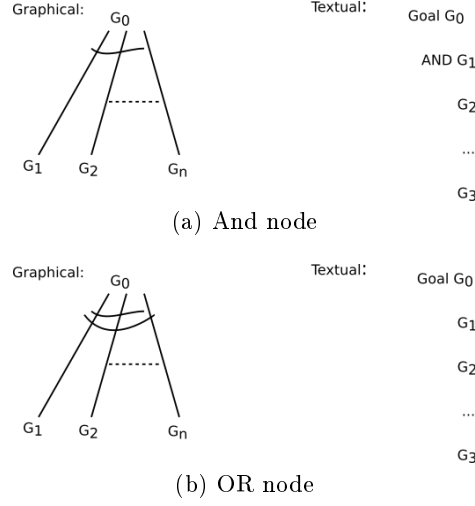 Graphical: Textual: Goal G0
G0
AND G1
G2
...
G1 G2 Gn
G3
(a) And node
Graphical: Textual: Goal G0
G0
G1
G2
...
G1 G2 Gn
G3
(b) OR node